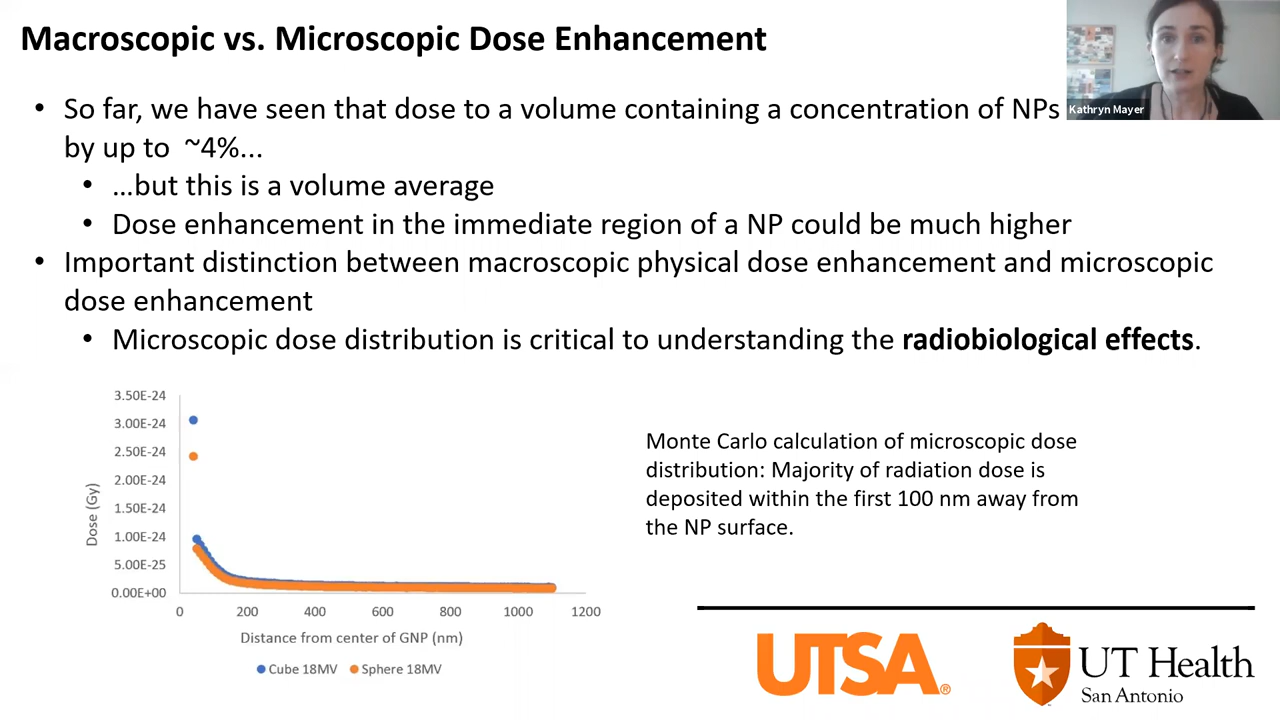 Macroscopic vs. Microscopic Dose Enhancement
Kathryn Mayer
• So far, we have seen that dose to a volume containing a concentration of NPs
by up to ~4%...
• …but this is a volume average
• Dose enhancement in the immediate region of a NP could be much higher
• Important distinction between macroscopic physical dose enhancement and microscopic
dose enhancement
• Microscopic dose distribution is critical to understanding the radiobiological effects.
3.50E-24
3.00E-24
2.50E-24
2.00E-24
1.50E-24
1.00E-24
5.00E-25
0.00E+00
Dose (Gy)
0 200 400 600 800 1000 1200
Distance from center of GNP (nm)
Cube 18MV Sphere 18MV
Monte Carlo calculation of microscopic dose
distribution: Majority of radiation dose is
deposited within the first 100 nm away from
the NP surface.
UTSA®
UT Health
San Antonio